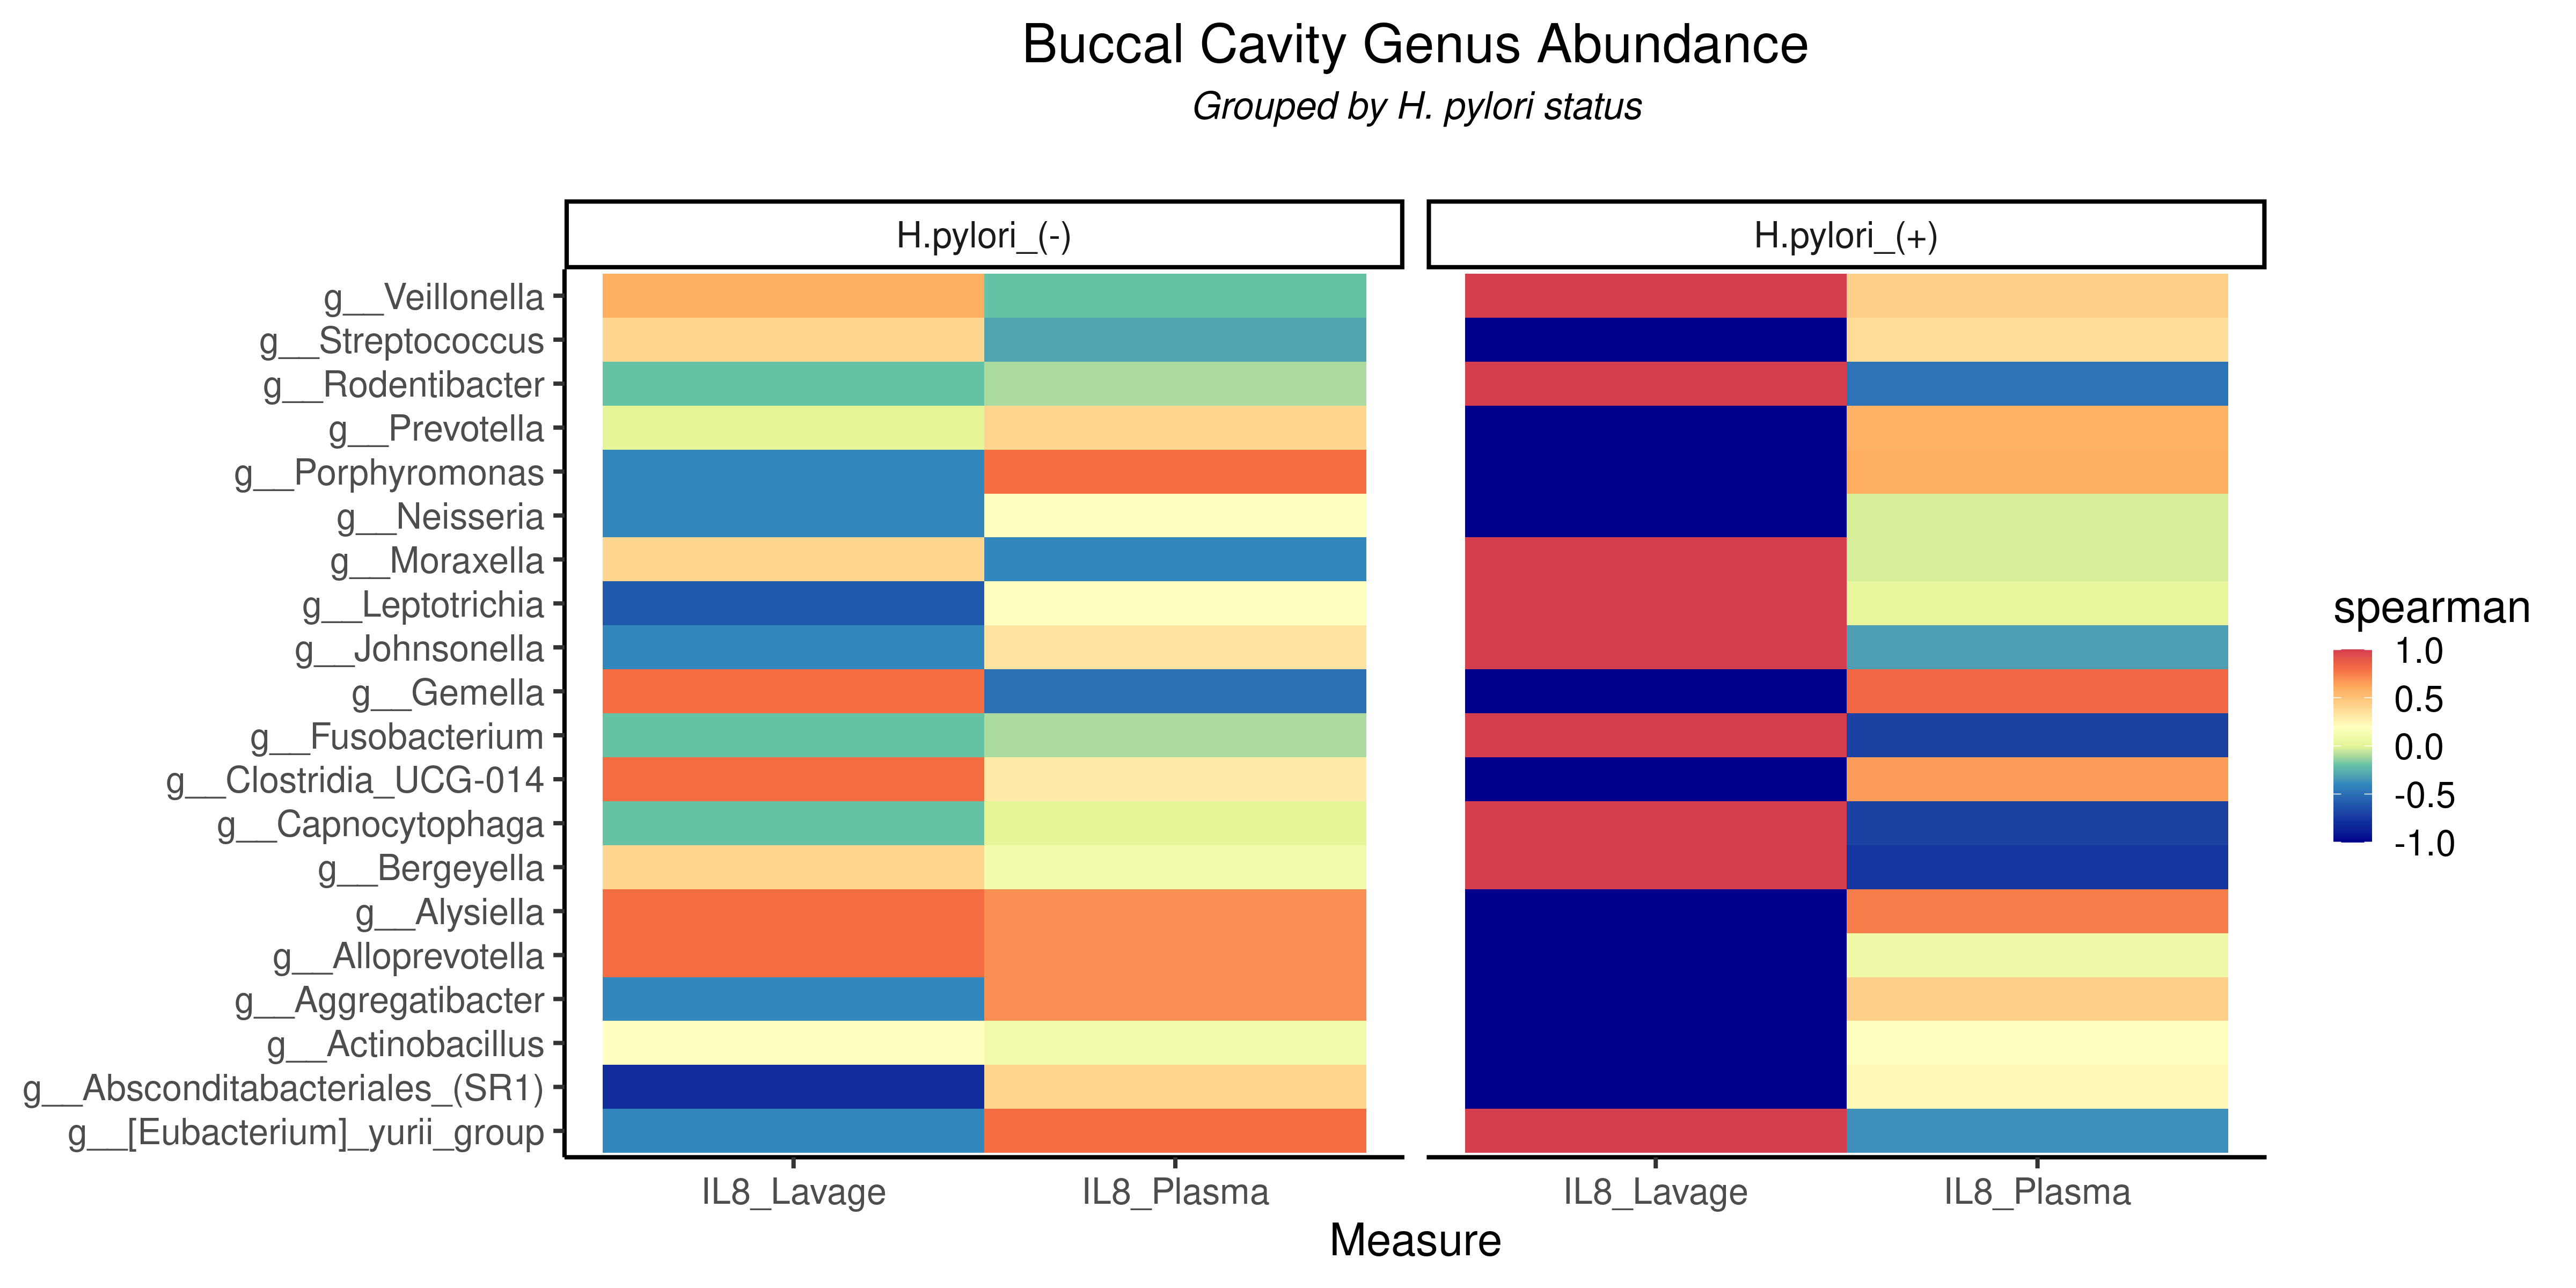 Buccal Cavity Genus Abundance
Grouped by H. pylori status
H.pylori_(-)
H.pylori_(+)
g__Veillonella
g__Streptococcus
g__Rodentibacter
g__Prevotella
g__Porphyromonas
g__Neisseria
g__Moraxella
g__Leptotrichia
g__Johnsonella
g__Gemella
g__Fusobacterium
g__Clostridia_UCG-014
g__Capnocytophaga
g__Bergeyella
g__Alysiella
g__Alloprevotella
g__Aggregatibacter
g__Actinobacillus
g__Absconditabacteriales_(SR1)
g__[Eubacterium]_yurii_group
IL8_Lavage
IL8_Plasma
IL8_Lavage
IL8_Plasma
Measure
spearman
1.0
0.5
0.0
-0.5
-1.0